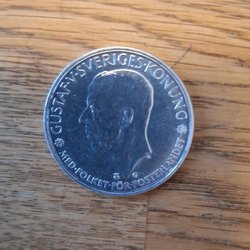 GUSTAF·V·SVERIGES·KONUNG
MED·FOLKET·FÖR·FOSTERLANDET
G